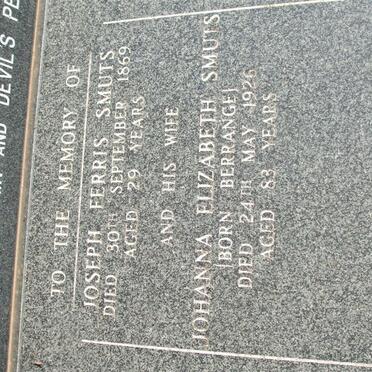 AND DEVIL'S
TO THE MEMORY OF
JOSEPH FERRIS SMUTS
DIED 30TH SEPTEMBER 1869
AGED 29 YEARS
AND HIS WIFE
JOHANNA ELIZABETH SMUTS
(BORN BERRANGE)
DIED 24TH MAY 1926
AGED 83 YEARS